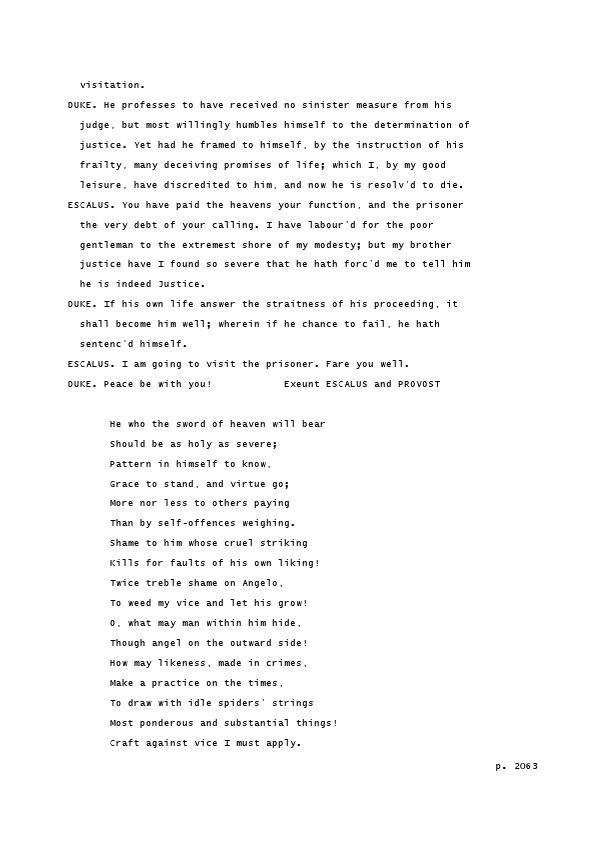 visitation.
DUKE. He professes to have received no sinister measure from his
judge, but most willingly humbles himself to the determination of
justice. Yet had he framed to himself, by the instruction of his
frailty, many deceiving promises of life; which I, by my good
leisure, have discredited to him, and now he is resolv'd to die.
ESCALUS. You have paid the heavens your function, and the prisoner
the very debt of your calling. I have labour'd for the poor
gentleman to the extremest shore of my modesty; but my brother
justice have I found so severe that he hath forc'd me to tell him
he is indeed Justice.
DUKE. If his own life answer the straitness of his proceeding, it
shall become him well; wherein if he chance to fail, he hath
sentenc'd himself.
ESCALUS. I am going to visit the prisoner. Fare you well.
DUKE. Peace be with you! Exeunt ESCALUS and PROVOST
He who the sword of heaven will bear
Should be as holy as severe;
Pattern in himself to know,
Grace to stand, and virtue go;
More nor less to others paying
Than by self-offences weighing.
Shame to him whose cruel striking
Kills for faults of his own liking!
Twice treble shame on Angelo,
To weed my vice and let his grow!
O, what may man within him hide,
Though angel on the outward side!
How may likeness, made in crimes,
Make a practice on the times,
To draw with idle spiders' strings
Most ponderous and substantial things!
Craft against vice I must apply.
p. 2063